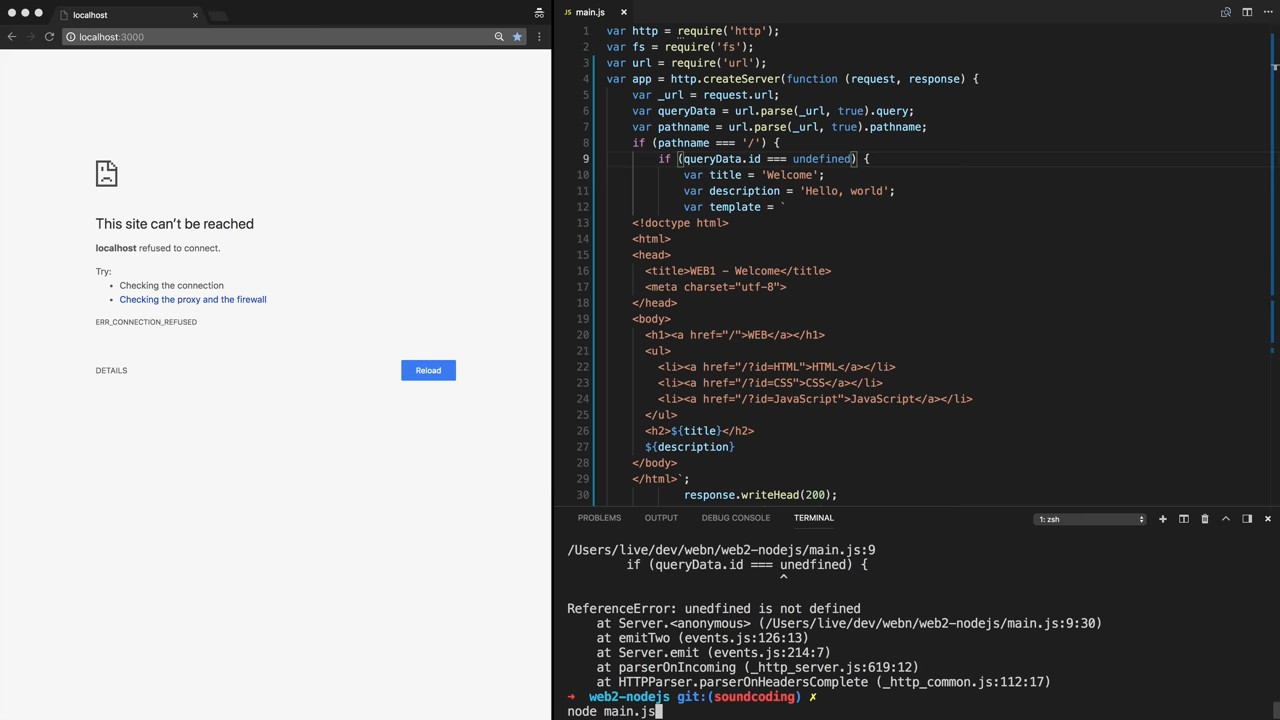 localhost
localhost:3000
This site can’t be reached
localhost refused to connect.
Try:
• Checking the connection
• Checking the proxy and the firewall
ERR_CONNECTION_REFUSED
DETAILS
Reload
JS main.js
1 var http = require('http');
2 var fs = require('fs');
3 var url = require('url');
4 var app = http.createServer(function (request, response) {
5     var _url = request.url;
6     var queryData = url.parse(_url, true).query;
7     var pathname = url.parse(_url, true).pathname;
8     if (pathname === '/') {
9         if (queryData.id === undefined) {
10             var title = 'Welcome';
11             var description = 'Hello, world';
12             var template = `
13     <!doctype html>
14     <html>
15     <head>
16       <title>WEB1 - Welcome</title>
17       <meta charset="utf-8">
18     </head>
19     <body>
20       <h1><a href="/">WEB</a></h1>
21       <ul>
22         <li><a href="/?id=HTML">HTML</a></li>
23         <li><a href="/?id=CSS">CSS</a></li>
24         <li><a href="/?id=JavaScript">JavaScript</a></li>
25       </ul>
26       <h2>${title}</h2>
27       ${description}
28     </body>
29     </html>`;
30             response.writeHead(200);
PROBLEMS OUTPUT DEBUG CONSOLE TERMINAL 1: zsh
/Users/live/dev/webn/web2-nodejs/main.js:9
        if (queryData.id === unedfined) {
                             ^
ReferenceError: unedfined is not defined
    at Server.<anonymous> (/Users/live/dev/webn/web2-nodejs/main.js:9:30)
    at emitTwo (events.js:126:13)
    at Server.emit (events.js:214:7)
    at parserOnIncoming (_http_server.js:619:12)
    at HTTPParser.parserOnHeadersComplete (_http_common.js:112:17)
➜ web2-nodejs git:(soundcoding) ✗
node main.js